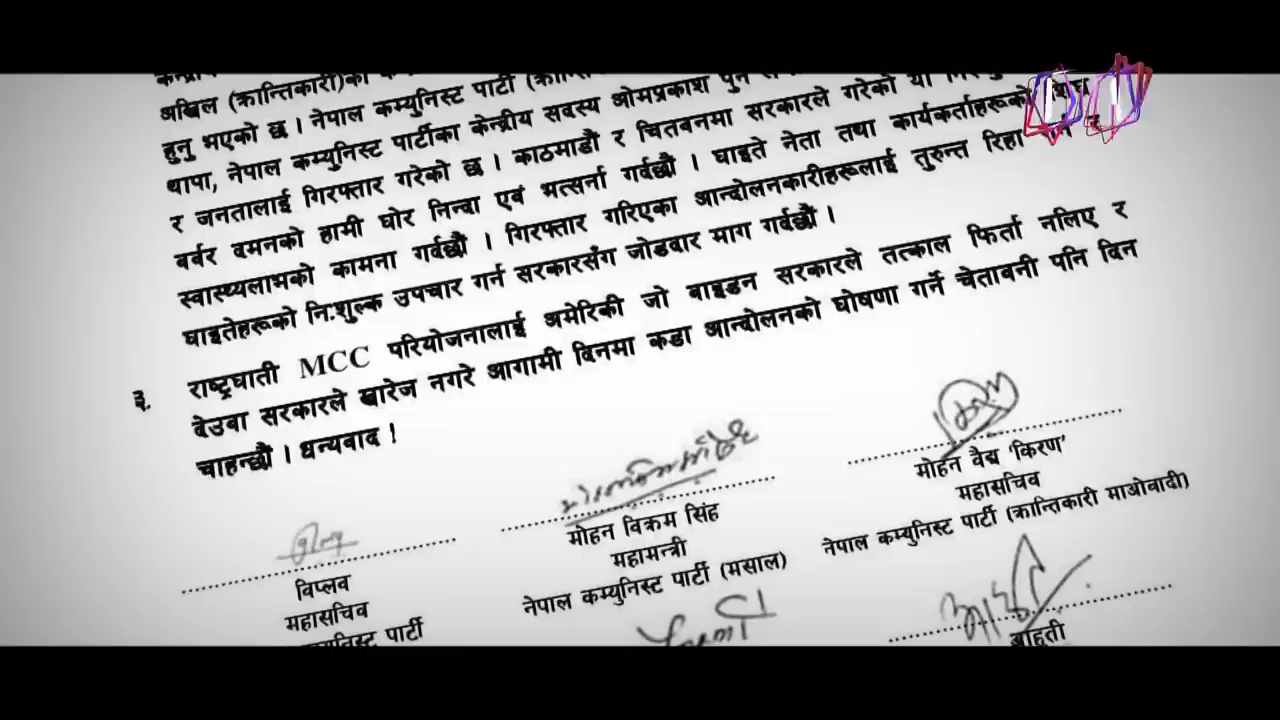 अखिल (क्रान्तिकारी)का
हुनु भएको छ । नेपाल कम्युनिस्ट पार्टी
थापा, नेपाल कम्युनिस्ट पार्टीका केन्द्रीय सदस्य ओमप्रकाश पुन
र जनतालाई गिरफ्तार गरेको छ । काठमाडौं र चितवनमा सरकारले गरेको यो
वर्वर दमनको हामी घोर निन्दा एवं भर्त्सना गर्दछौं । घाइते नेता तथा कार्यकर्ताहरूको
स्वास्थ्यलाभको कामना गर्दछौं । गिरफ्तार गरिएका आन्दोलनकारीहरूलाई तुरुन्त रिहा र
घाइतेहरूको नि:शुल्क उपचार गर्न सरकारसँग जोडदार माग गर्दछौं ।
३. राष्ट्रघाती MCC परियोजनालाई अमेरिकी जो बाइडन सरकारले तत्काल फिर्ता नलिए र
देउवा सरकारले खारेज नगरे आगामी दिनमा कडा आन्दोलनको घोषणा गर्ने चेतावनी पनि दिन
चाहन्छौं । धन्यवाद !
मोहन वैद्य 'किरण'
महासचिव
नेपाल कम्युनिस्ट पार्टी (क्रान्तिकारी माओवादी)
मोहन विक्रम सिंह
महामन्त्री
नेपाल कम्युनिस्ट पार्टी (मसाल)
विप्लव
महासचिव
पार्टी
आहुती